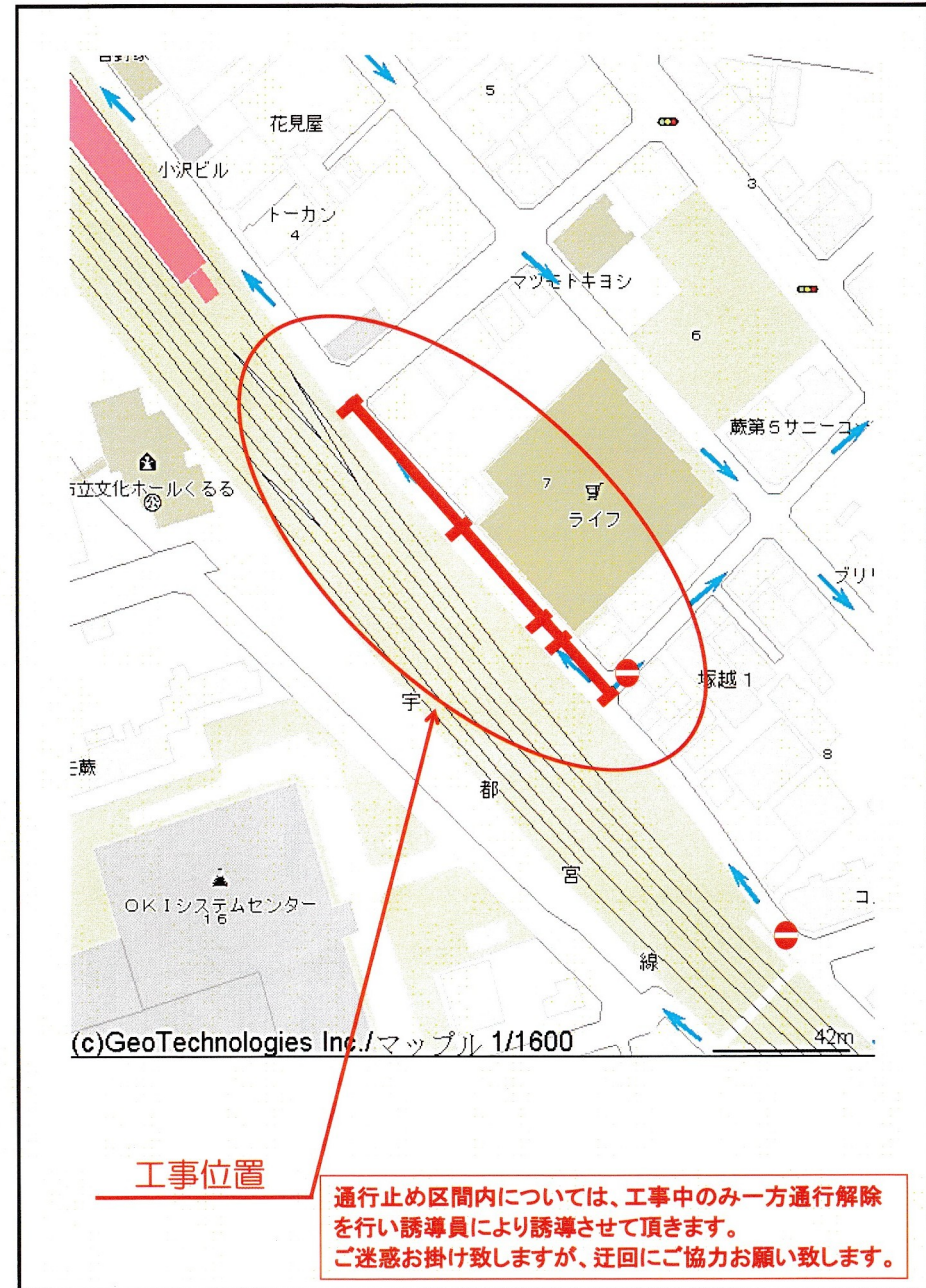 花見屋
5
小沢ビル
3
トーカン
4
マツモトキヨシ
6
蕨第5サニーコ
市立文化ホールくるる
公
7
ライフ
ブリリ
塚越1
宇
都
宮
線
8
モ蕨
OKIシステムセンター
16
コ
(c)GeoTechnologies Inc./マップル 1/1600
42m
工事位置
通行止め区間内については、工事中のみ一方通行解除
を行い誘導員により誘導させて頂きます。
ご迷惑お掛け致しますが、迂回にご協力お願い致します。